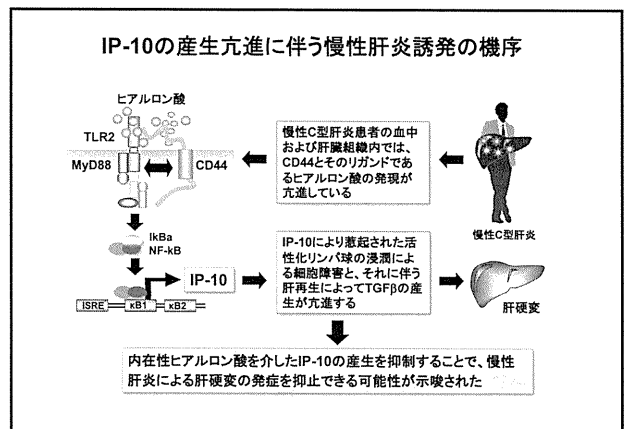 IP-10の産生亢進に伴う慢性肝炎誘発の機序
ヒアルロン酸
TLR2
MyD88
CD44
慢性C型肝炎患者の血中
および肝臓組織内では、
CD44とそのリガンドであ
るヒアルロン酸の発現が
亢進している
慢性C型肝炎
IkBa
NF-kB
IP-10
ISRE
κB1
κB2
IP-10により惹起された活
性化リンパ球の浸潤によ
る細胞障害と、それに伴う
肝再生によってTGFβの産
生が亢進する
肝硬変
内在性ヒアルロン酸を介したIP-10の産生を抑制することで、慢性
肝炎による肝硬変の発症を抑止できる可能性が示唆された